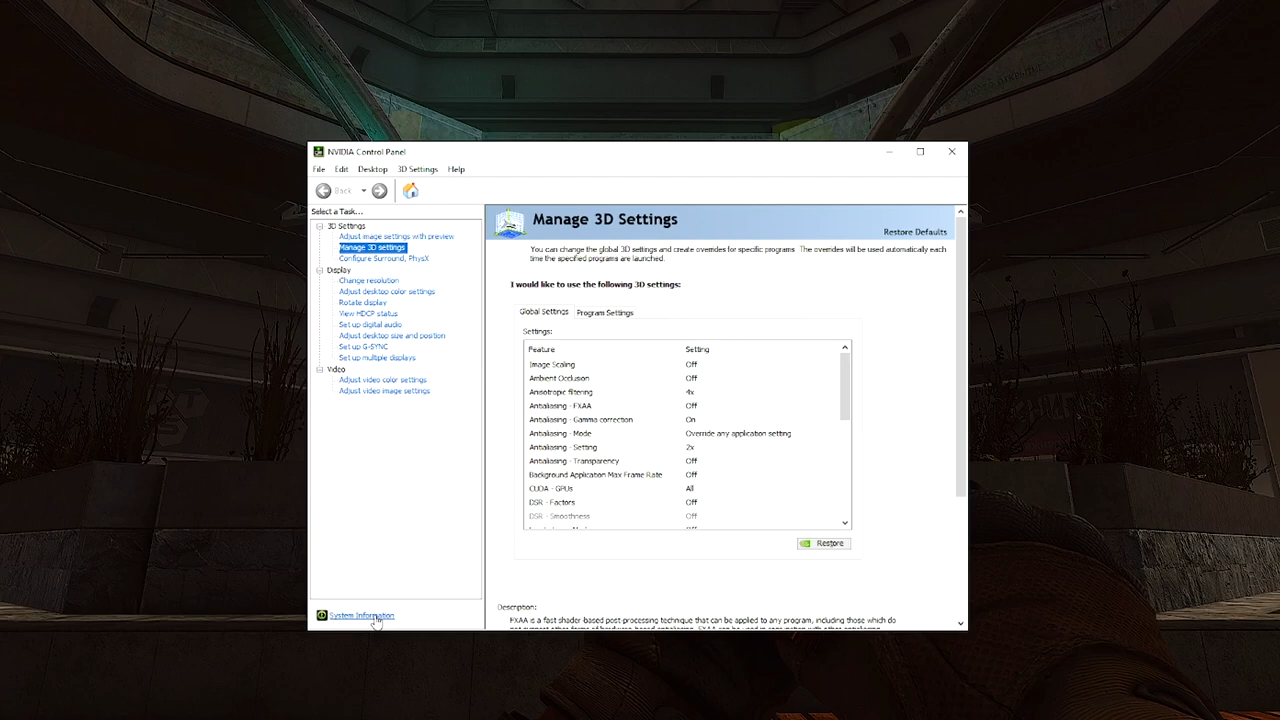 NVIDIA Control Panel
File Edit Desktop 3D Settings Help
Back
Select a Task...
3D Settings
Adjust image settings with preview
Manage 3D settings
Configure Surround, PhysX
Display
Change resolution
Adjust desktop color settings
Rotate display
View HDCP status
Set up digital audio
Adjust desktop size and position
Set up G-SYNC
Set up multiple displays
Video
Adjust video color settings
Adjust video image settings
System Information
Manage 3D Settings
Restore Defaults
You can change the global 3D settings and create overrides for specific programs. The overrides will be used automatically each
time the specified programs are launched.
I would like to use the following 3D settings:
Global Settings Program Settings
Settings:
Feature Setting
Image Scaling Off
Ambient Occlusion Off
Anisotropic filtering 4x
Antialiasing - FXAA Off
Antialiasing - Gamma correction On
Antialiasing - Mode Override any application setting
Antialiasing - Setting 2x
Antialiasing - Transparency Off
Background Application Max Frame Rate Off
CUDA - GPUs All
DSR - Factors Off
DSR - Smoothness Off
Restore
Description:
FXAA is a fast shader-based post processing technique that can be applied to any program, including those which do